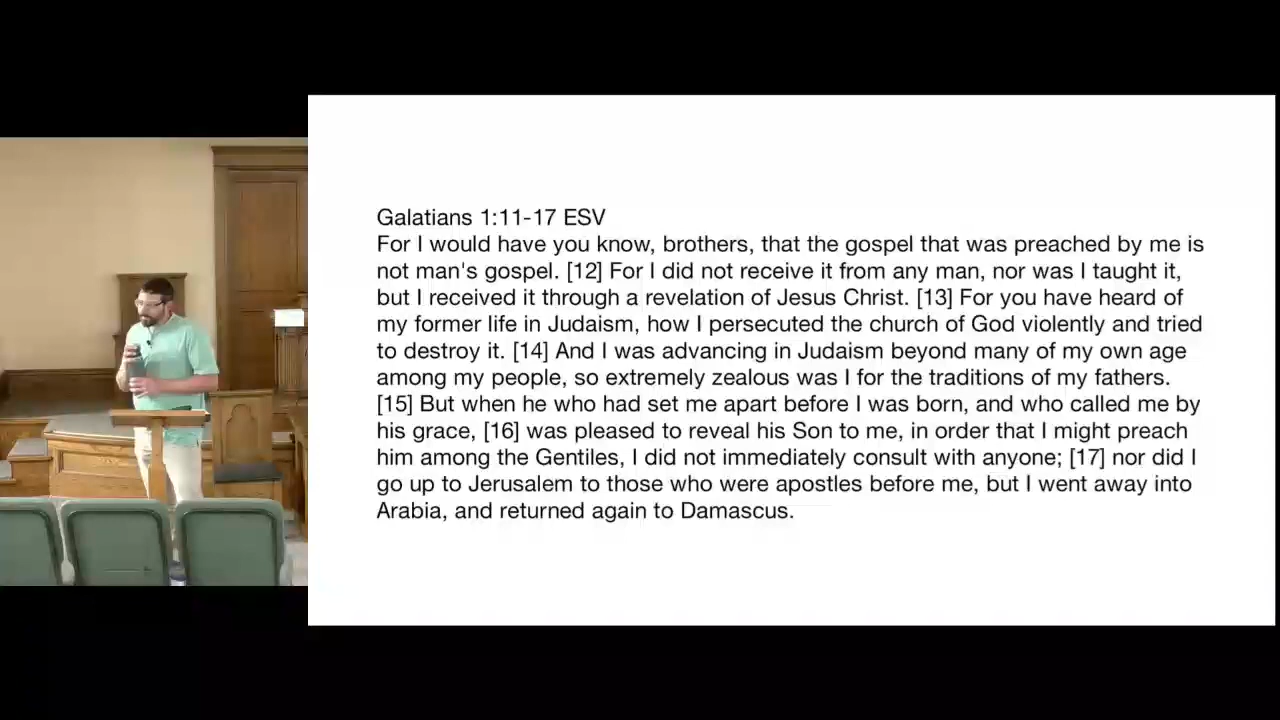 Galatians 1:11-17 ESV
For I would have you know, brothers, that the gospel that was preached by me is
not man's gospel. [12] For I did not receive it from any man, nor was I taught it,
but I received it through a revelation of Jesus Christ. [13] For you have heard of
my former life in Judaism, how I persecuted the church of God violently and tried
to destroy it. [14] And I was advancing in Judaism beyond many of my own age
among my people, so extremely zealous was I for the traditions of my fathers.
[15] But when he who had set me apart before I was born, and who called me by
his grace, [16] was pleased to reveal his Son to me, in order that I might preach
him among the Gentiles, I did not immediately consult with anyone; [17] nor did I
go up to Jerusalem to those who were apostles before me, but I went away into
Arabia, and returned again to Damascus.